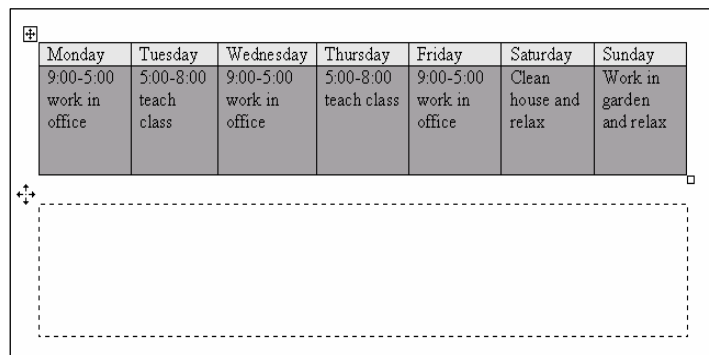 Monday Tuesday Wednesday Thursday Friday Saturday Sunday
9:00-5:00 5:00-8:00 9:00-5:00 5:00-8:00 9:00-5:00 Clean Work in
work in teach work in teach class work in house and garden
office class office office relax and relax